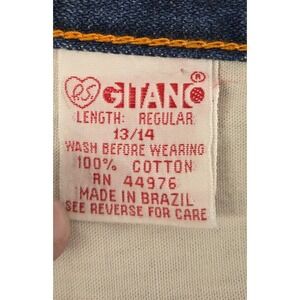 P.S. GITANO®
LENGTH: REGULAR
13/14
WASH BEFORE WEARING
100% COTTON
RN 44976
MADE IN BRAZIL
SEE REVERSE FOR CARE